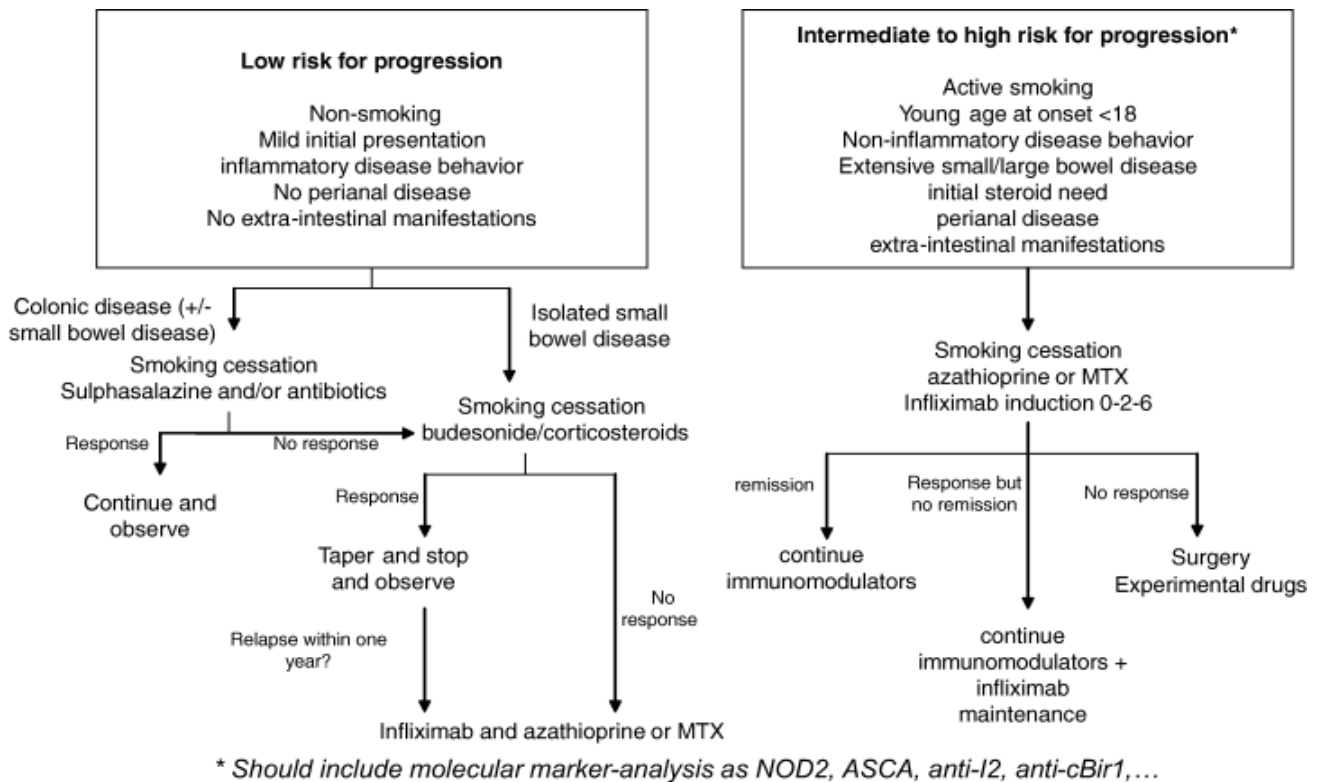 Low risk for progression
Non-smoking
Mild initial presentation
inflammatory disease behavior
No perianal disease
No extra-intestinal manifestations
Intermediate to high risk for progression*
Active smoking
Young age at onset <18
Non-inflammatory disease behavior
Extensive small/large bowel disease
initial steroid need
perianal disease
extra-intestinal manifestations
Colonic disease (+/-
small bowel disease)
Isolated small
bowel disease
Smoking cessation
Sulphasalazine and/or antibiotics
Smoking cessation
budesonide/corticosteroids
Response
No response
Continue and
observe
Response
Taper and stop
and observe
No
response
Relapse within one
year?
Infliximab and azathioprine or MTX
Smoking cessation
azathioprine or MTX
Infliximab induction 0-2-6
remission
Response but
no remission
No response
continue
immunomodulators
Surgery
Experimental drugs
continue
immunomodulators +
infliximab
maintenance
* Should include molecular marker-analysis as NOD2, ASCA, anti-I2, anti-cBir1,…